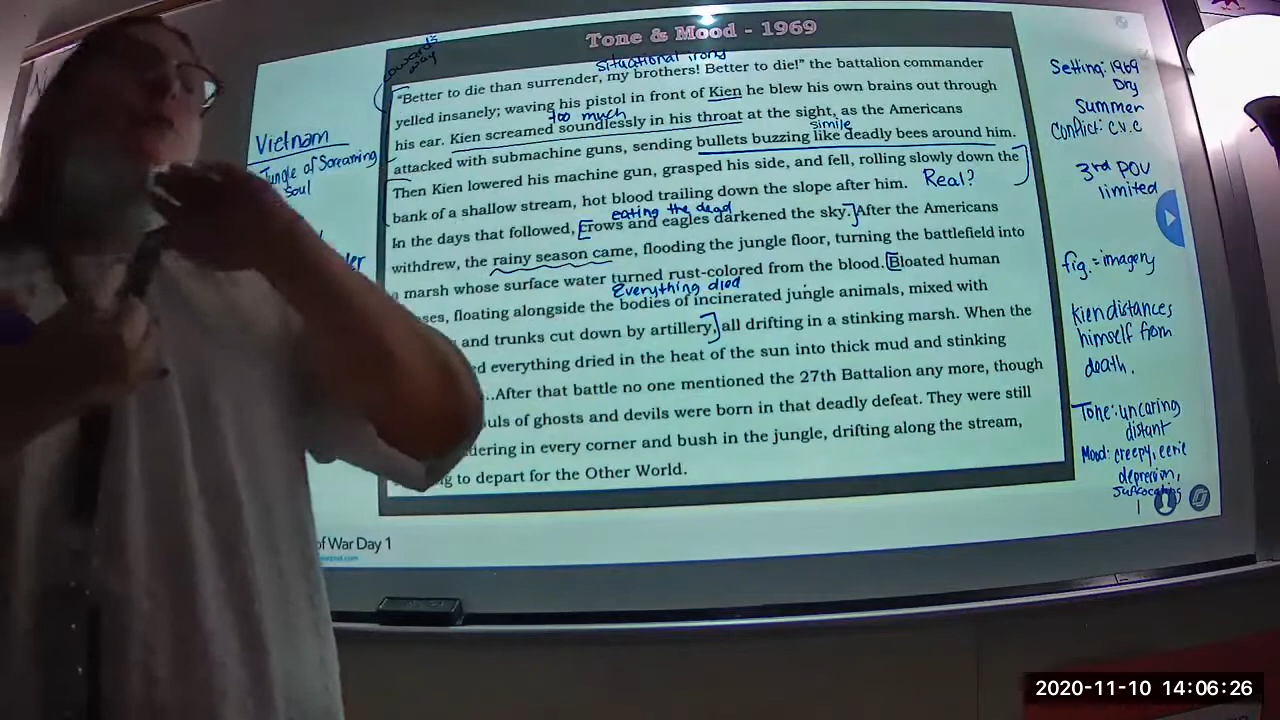 Tone & Mood - 1969
situational irony
"Better to die than surrender, my brothers! Better to die!" the battalion commander
yelled insanely; waving his pistol in front of Kien he blew his own brains out through
too much
his ear. Kien screamed soundlessly in his throat at the sight, as the Americans
simile
attacked with submachine guns, sending bullets buzzing like deadly bees around him.
Then Kien lowered his machine gun, grasped his side, and fell, rolling slowly down the
bank of a shallow stream, hot blood trailing down the slope after him. Real?
eating the dead
In the days that followed, [crows and eagles darkened the sky.] After the Americans
withdrew, the rainy season came, flooding the jungle floor, turning the battlefield into
marsh whose surface water turned rust-colored from the blood. [Bloated human
Everything died
ses, floating alongside the bodies of incinerated jungle animals, mixed with
and trunks cut down by artillery,] all drifting in a stinking marsh. When the
d everything dried in the heat of the sun into thick mud and stinking
..After that battle no one mentioned the 27th Battalion any more, though
uls of ghosts and devils were born in that deadly defeat. They were still
dering in every corner and bush in the jungle, drifting along the stream,
g to depart for the Other World.
Vietnam
Jungle of Screaming
Soul
Setting: 1969
Dry
Summer
Conflict: C.v.C
3rd POV
limited
fig. = imagery
Kien distances
himself from
death.
Tone: uncaring
distant
Mood: creepy, eerie
depression,
suffocating
of War Day 1
2020-11-10 14:06:26